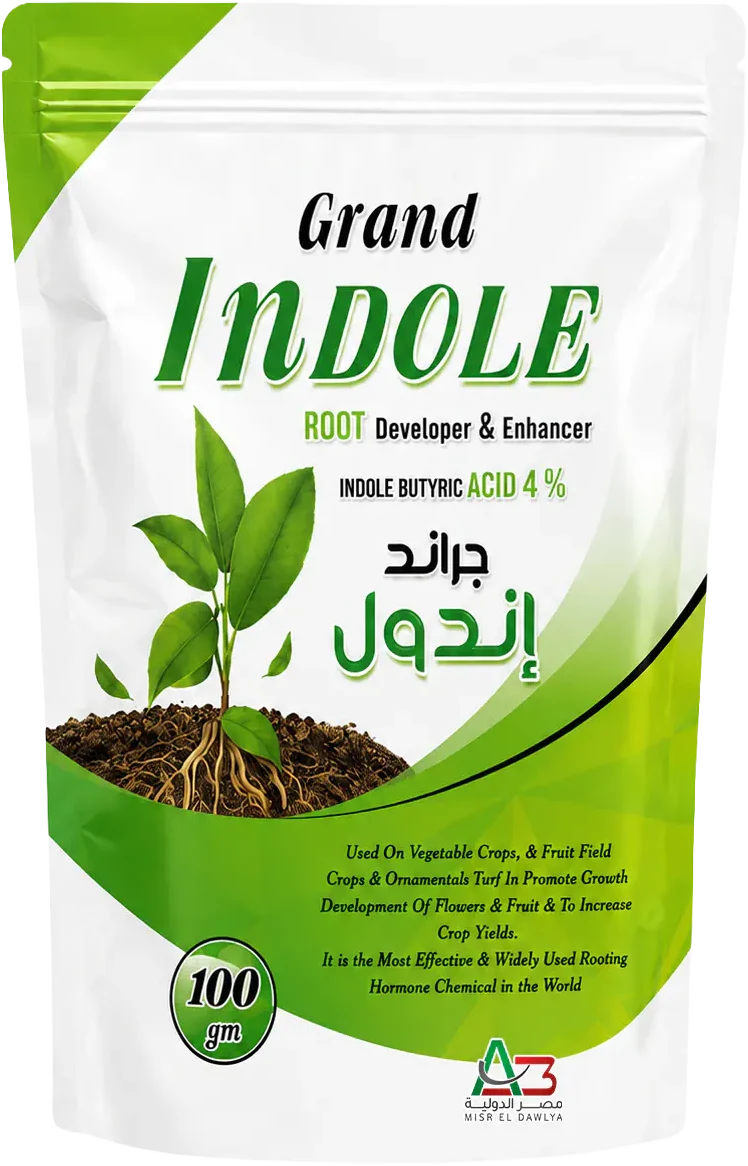 Grand
INDOLE
ROOT Developer & Enhancer
INDOLE BUTYRIC ACID 4 %
جراند
إندول
Used On Vegetable Crops, & Fruit Field
Crops & Ornamentals Turf In Promote Growth
Development Of Flowers & Fruit & To Increase
Crop Yields.
It is the Most Effective & Widely Used Rooting
Hormone Chemical in the World
100
gm
A3
مصر الدولية
MISR EL DAWLYA